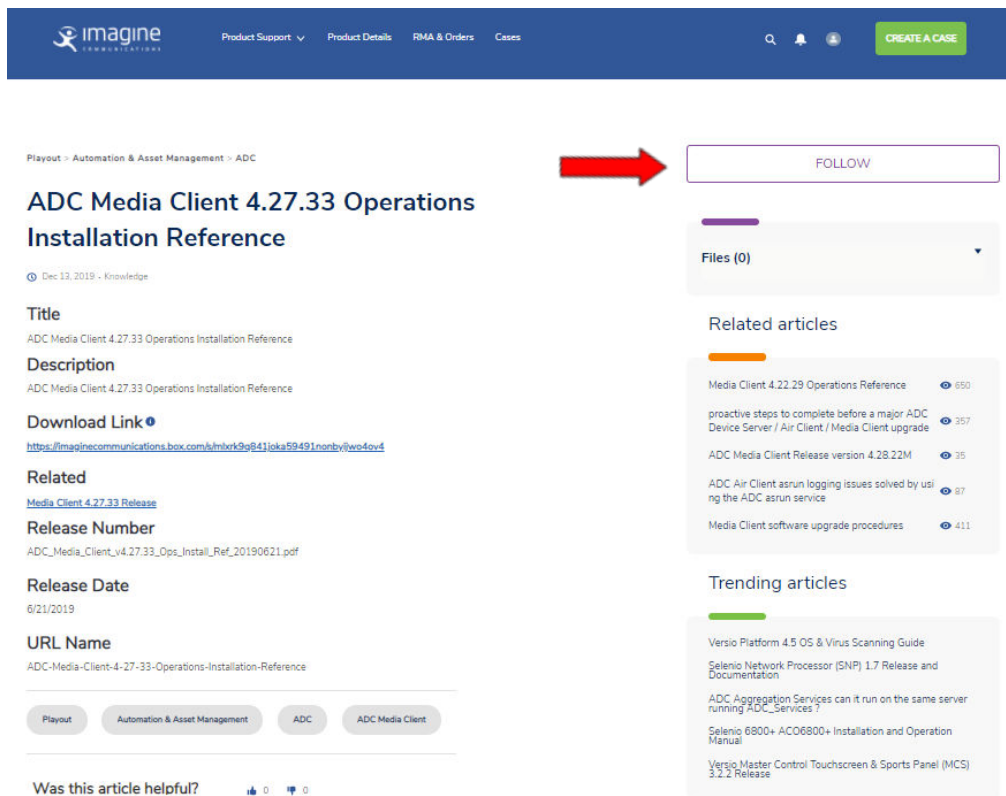 imagine
COMMUNICATIONS
Product Support
Product Details
RMA & Orders
Cases
CREATE A CASE
Playout > Automation & Asset Management > ADC
ADC Media Client 4.27.33 Operations
Installation Reference
Dec 13, 2019 - Knowledge
Title
ADC Media Client 4.27.33 Operations Installation Reference
Description
ADC Media Client 4.27.33 Operations Installation Reference
Download Link
https://imaginecommunications.box.com/s/mlxrk9q841joka59491nonbyijwo4ov4
Related
Media Client 4.27.33 Release
Release Number
ADC_Media_Client_v4.27.33_Ops_Install_Ref_20190621.pdf
Release Date
6/21/2019
URL Name
ADC-Media-Client-4-27-33-Operations-Installation-Reference
Playout
Automation & Asset Management
ADC
ADC Media Client
Was this article helpful?
0
0
FOLLOW
Files (0)
Related articles
Media Client 4.22.29 Operations Reference 650
proactive steps to complete before a major ADC
Device Server / Air Client / Media Client upgrade 357
ADC Media Client Release version 4.28.22M 35
ADC Air Client asrun logging issues solved by usi
ng the ADC asrun service 87
Media Client software upgrade procedures 411
Trending articles
Versio Platform 4.5 OS & Virus Scanning Guide
Selenio Network Processor (SNP) 1.7 Release and
Documentation
ADC Aggregation Services can it run on the same server
running ADC_Services ?
Selenio 6800+ ACO6800+ Installation and Operation
Manual
Versio Master Control Touchscreen & Sports Panel (MCS)
3.2.2 Release